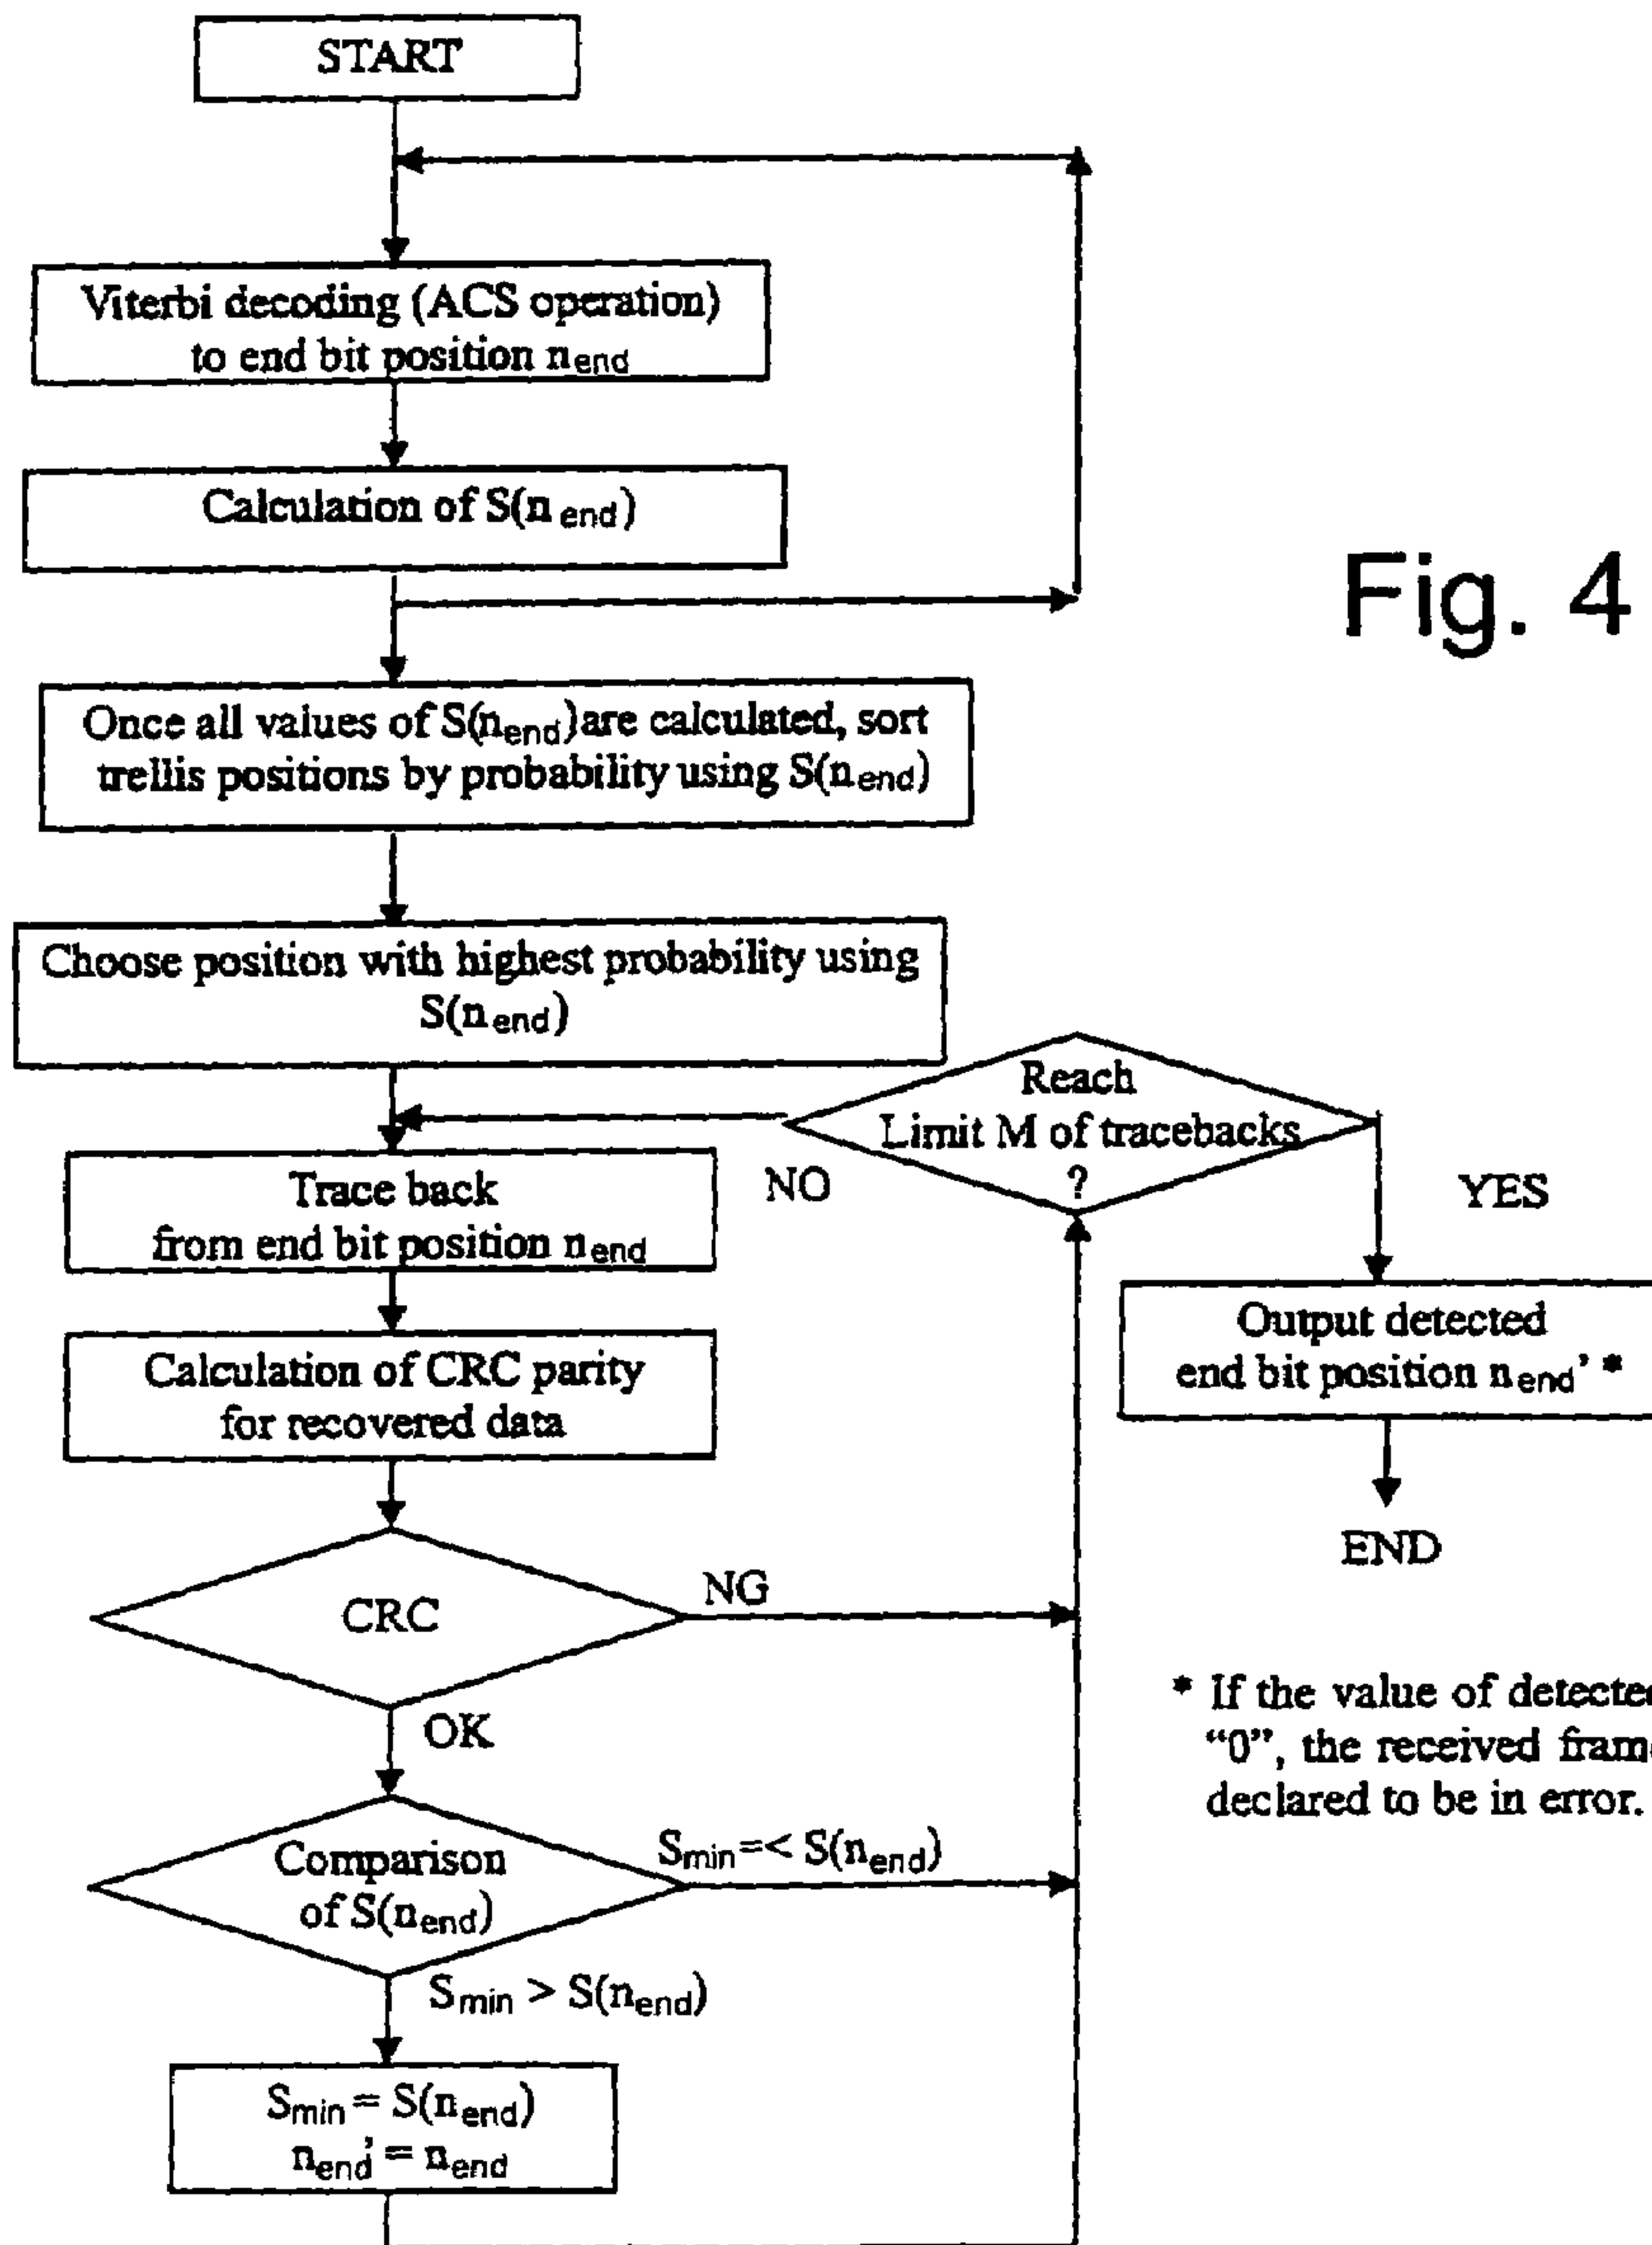 START
Viterbi decoding (ACS operation)
to end bit position nend
Calculation of S(nend)
Fig. 4
Once all values of S(nend)are calculated, sort
trellis positions by probability using S(nend)
Choose position with highest probability using
S(nend)
Reach
Limit M of tracebacks
?
NO
YES
Trace back
from end bit position nend
Output detected
end bit position nend' *
Calculation of CRC parity
for recovered data
END
CRC
NG
OK
* If the value of detected
"0", the received frame
declared to be in error.
Comparison
of S(nend)
Smin=< S(nend)
Smin > S(nend)
Smin = S(nend)
nend' = nend